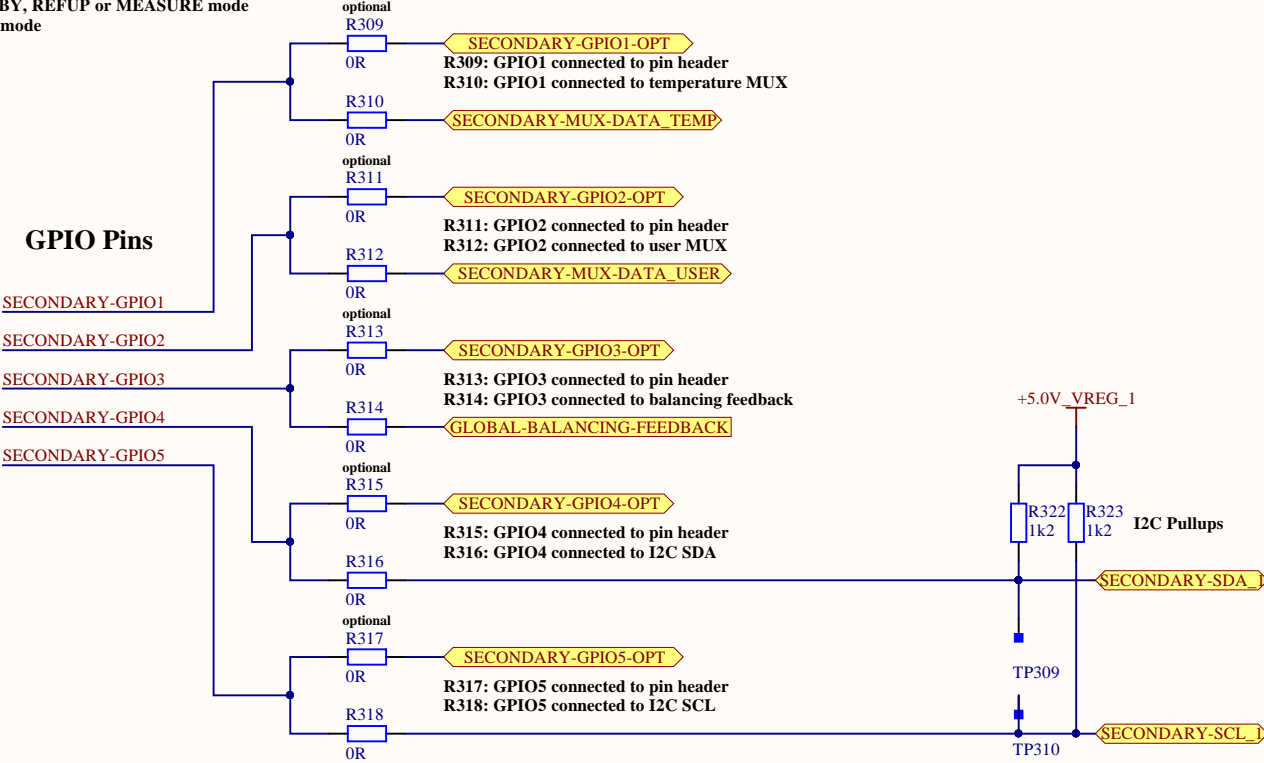 BY, REFUP or MEASURE mode
mode
optional
R309
0R
SECONDARY-GPIO1-OPT
R309: GPIO1 connected to pin header
R310: GPIO1 connected to temperature MUX
R310
0R
SECONDARY-MUX-DATA_TEMP
optional
R311
0R
SECONDARY-GPIO2-OPT
R311: GPIO2 connected to pin header
R312: GPIO2 connected to user MUX
GPIO Pins
R312
0R
SECONDARY-MUX-DATA_USER
SECONDARY-GPIO1
SECONDARY-GPIO2
SECONDARY-GPIO3
SECONDARY-GPIO4
SECONDARY-GPIO5
optional
R313
0R
SECONDARY-GPIO3-OPT
R313: GPIO3 connected to pin header
R314: GPIO3 connected to balancing feedback
R314
0R
GLOBAL-BALANCING-FEEDBACK
+5.0V_VREG_1
optional
R315
0R
SECONDARY-GPIO4-OPT
R315: GPIO4 connected to pin header
R316: GPIO4 connected to I2C SDA
R322
1k2
R323
1k2
I2C Pullups
R316
0R
SECONDARY-SDA_1
optional
R317
0R
SECONDARY-GPIO5-OPT
R317: GPIO5 connected to pin header
R318: GPIO5 connected to I2C SCL
TP309
R318
0R
TP310
SECONDARY-SCL_1